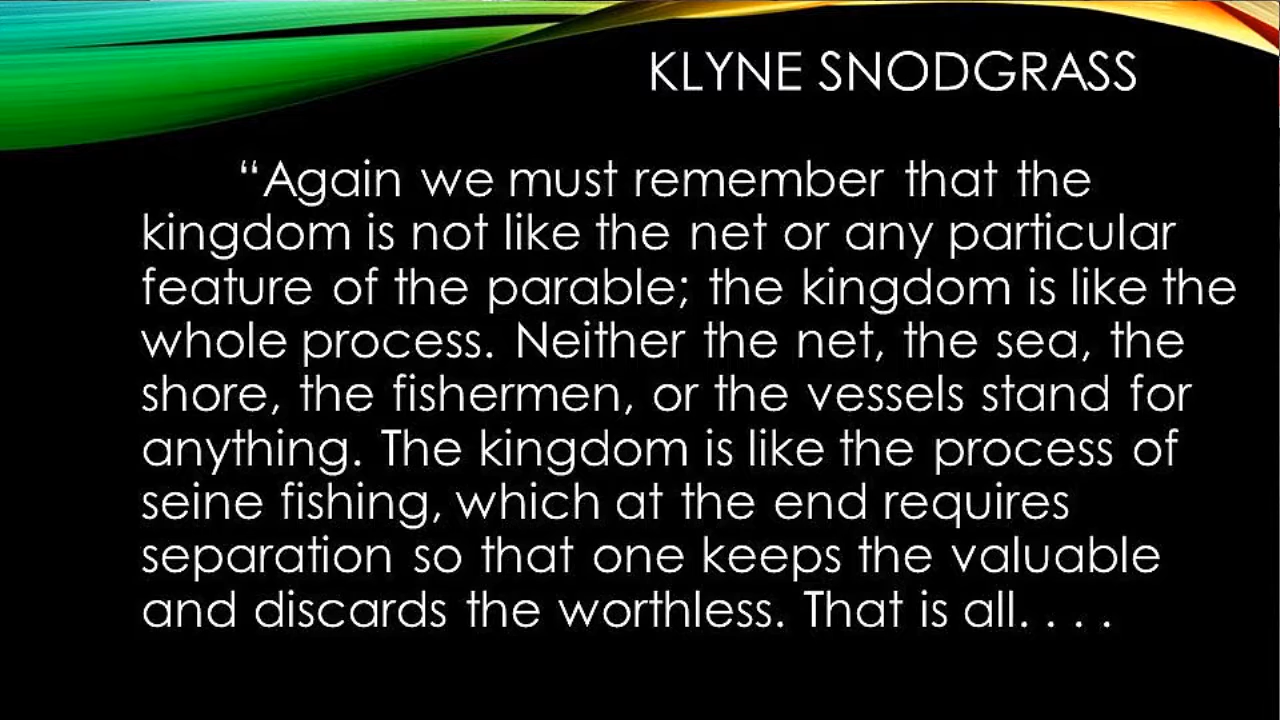 KLYNE SNODGRASS
“Again we must remember that the
kingdom is not like the net or any particular
feature of the parable; the kingdom is like the
whole process. Neither the net, the sea, the
shore, the fishermen, or the vessels stand for
anything. The kingdom is like the process of
seine fishing, which at the end requires
separation so that one keeps the valuable
and discards the worthless. That is all. . . .